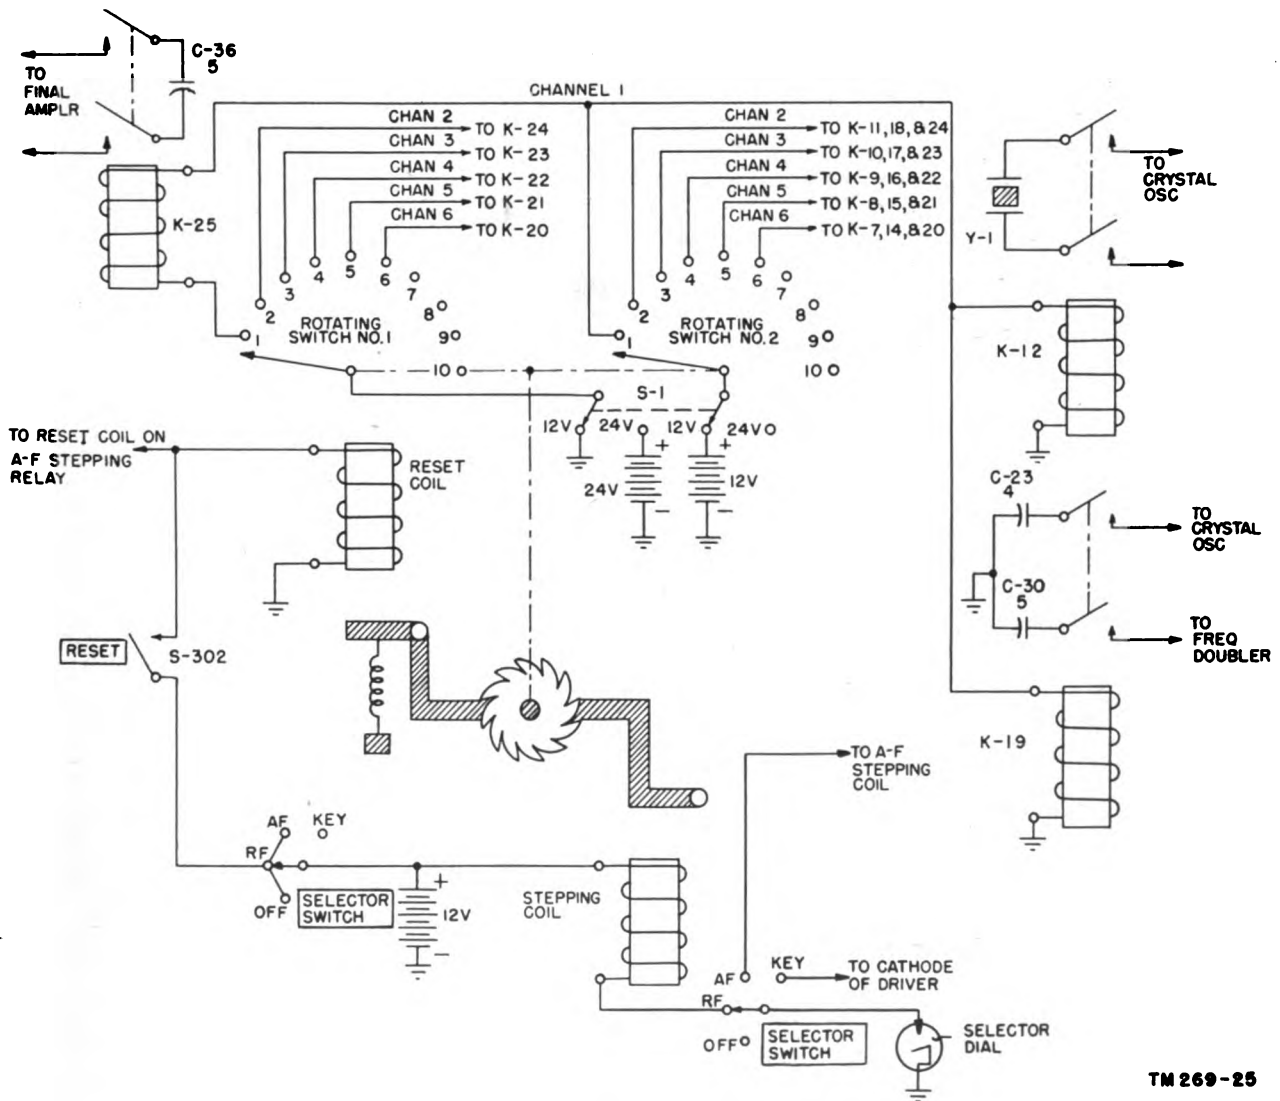 C-36
5
TO
FINAL
AMPLR
CHANNEL 1
CHAN 2
TO K-24
CHAN 3
TO K-23
CHAN 4
TO K-22
CHAN 5
TO K-21
CHAN 6
TO K-20
CHAN 2
TO K-11,18,&24
CHAN 3
TO K-10,17,&23
CHAN 4
TO K-9,16,&22
CHAN 5
TO K-8,15,&21
CHAN 6
TO K-7,14,&20
TO
CRYSTAL
OSC
Y-1
K-25
1
2
3
4
5
6
7
8
9
10
ROTATING
SWITCH NO.1
1
2
3
4
5
6
7
8
9
10
ROTATING
SWITCH NO.2
K-12
S-1
12V
24V
12V
24V
+
24V
-
+
12V
-
TO RESET COIL ON
A-F STEPPING
RELAY
RESET
COIL
C-23
4
TO
CRYSTAL
OSC
C-30
5
TO
FREQ
DOUBLER
RESET
S-302
K-19
TO A-F
STEPPING
COIL
AF
KEY
RF
OFF
SELECTOR
SWITCH
+
12V
-
STEPPING
COIL
AF
KEY
TO CATHODE
OF DRIVER
RF
OFF
SELECTOR
SWITCH
SELECTOR
DIAL
TM 269-25